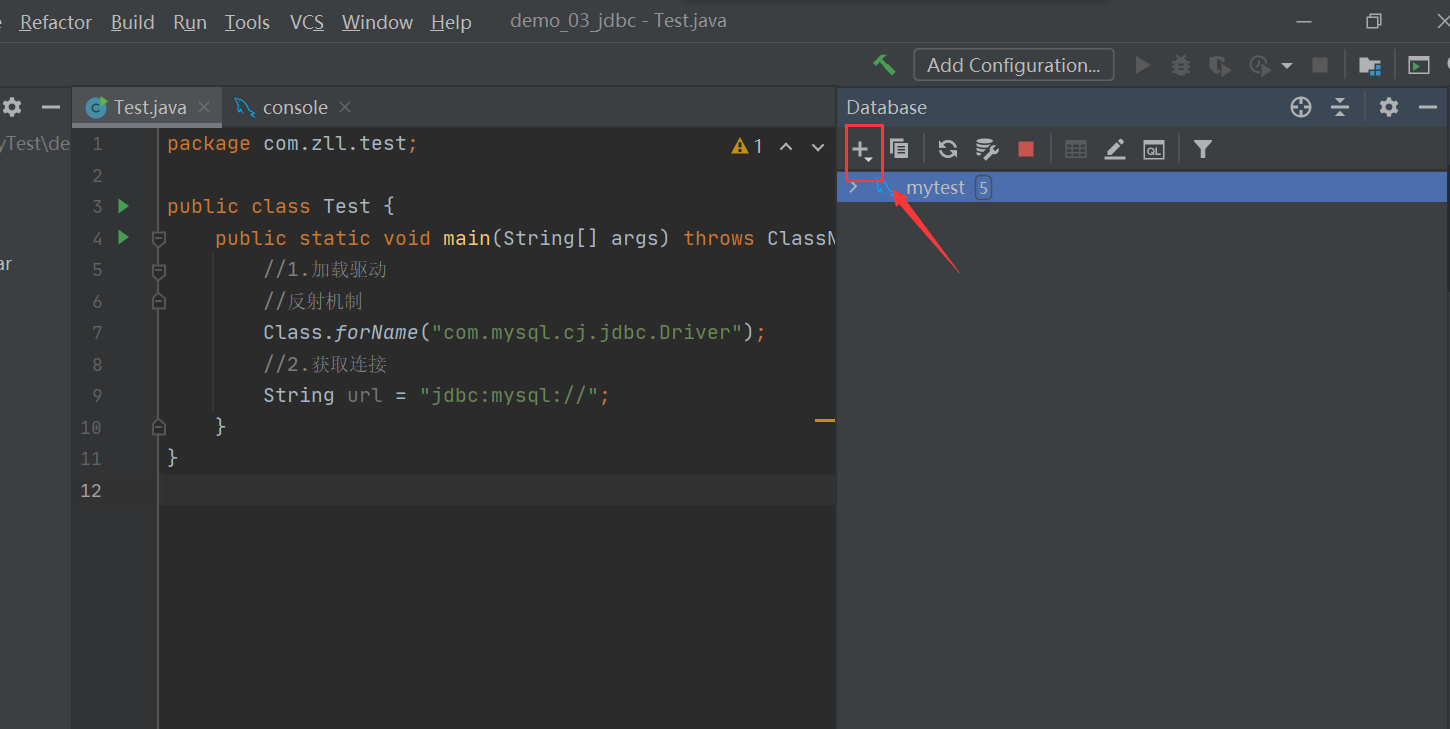 Refactor Build Run Tools VCS Window Help demo_03_jdbc - Test.java
Add Configuration...
Test.java console Database
yTest\de
1 package com.zll.test; 1
2
mytest 5
3 public class Test {
4 public static void main(String[] args) throws ClassN
ar
5 //1.加载驱动
6 //反射机制
7 Class.forName("com.mysql.cj.jdbc.Driver");
8 //2.获取连接
9 String url = "jdbc:mysql://";
10 }
11 }
12
QL